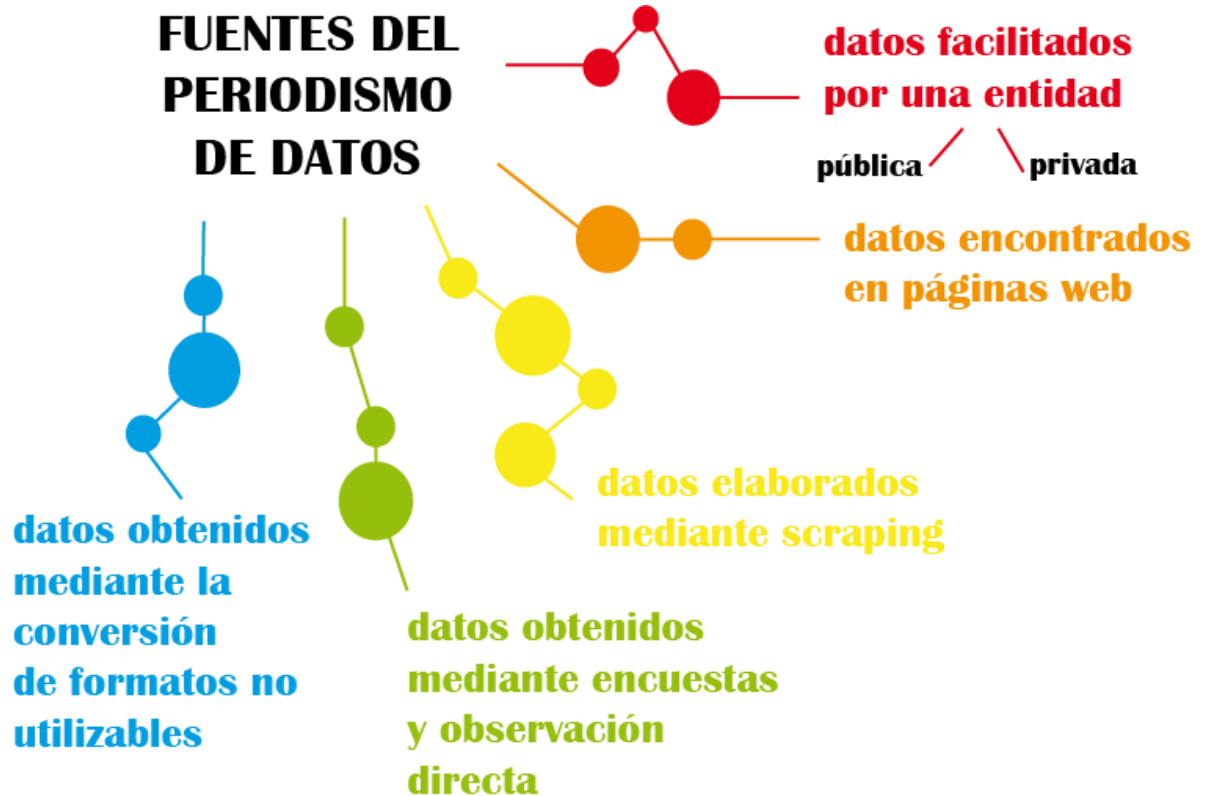 FUENTES DEL
PERIODISMO
DE DATOS
datos facilitados
por una entidad
pública
privada
datos encontrados
en páginas web
datos elaborados
mediante scraping
datos obtenidos
mediante encuestas
y observación
directa
datos obtenidos
mediante la
conversión
de formatos no
utilizables